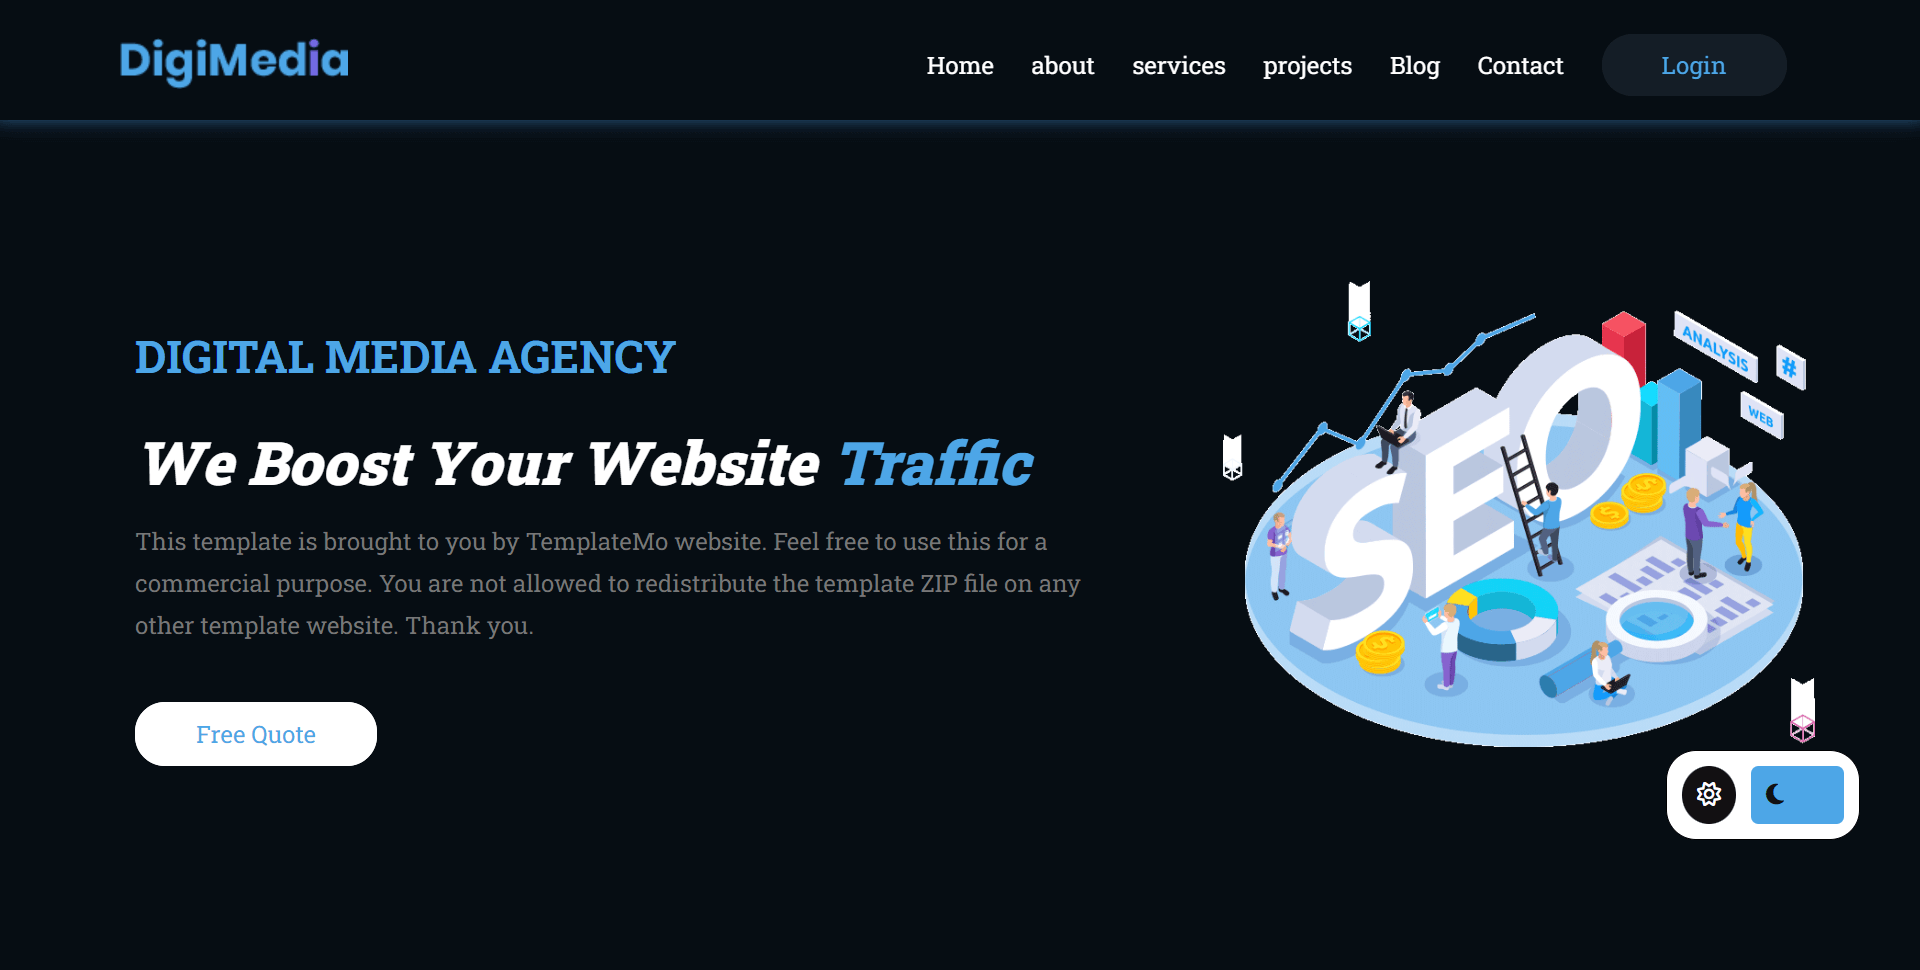 DigiMedia
Home about services projects Blog Contact Login
DIGITAL MEDIA AGENCY
We Boost Your Website Traffic
This template is brought to you by TemplateMo website. Feel free to use this for a
commercial purpose. You are not allowed to redistribute the template ZIP file on any
other template website. Thank you.
Free Quote
ANALYSIS
#
WEB
SEO